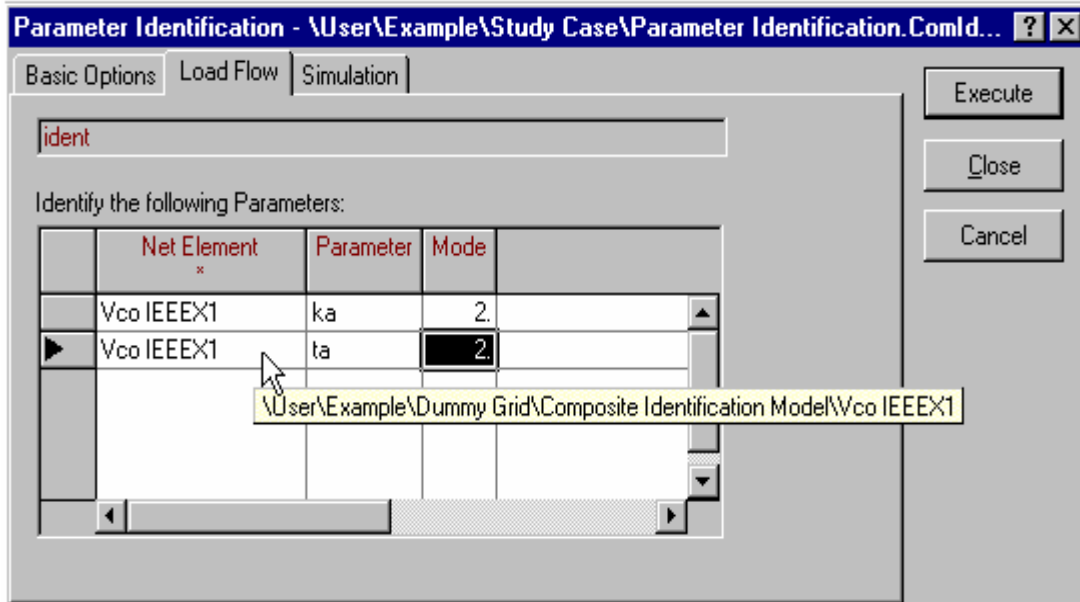 Parameter Identification - \User\Example\Study Case\Parameter Identification.ComId...
Basic Options Load Flow Simulation
Execute
ident
Close
Identify the following Parameters:
Cancel
Net Element Parameter Mode
×
Vco IEEEX1 ka 2.
Vco IEEEX1 ta 2.
\User\Example\Dummy Grid\Composite Identification Model\Vco IEEEX1